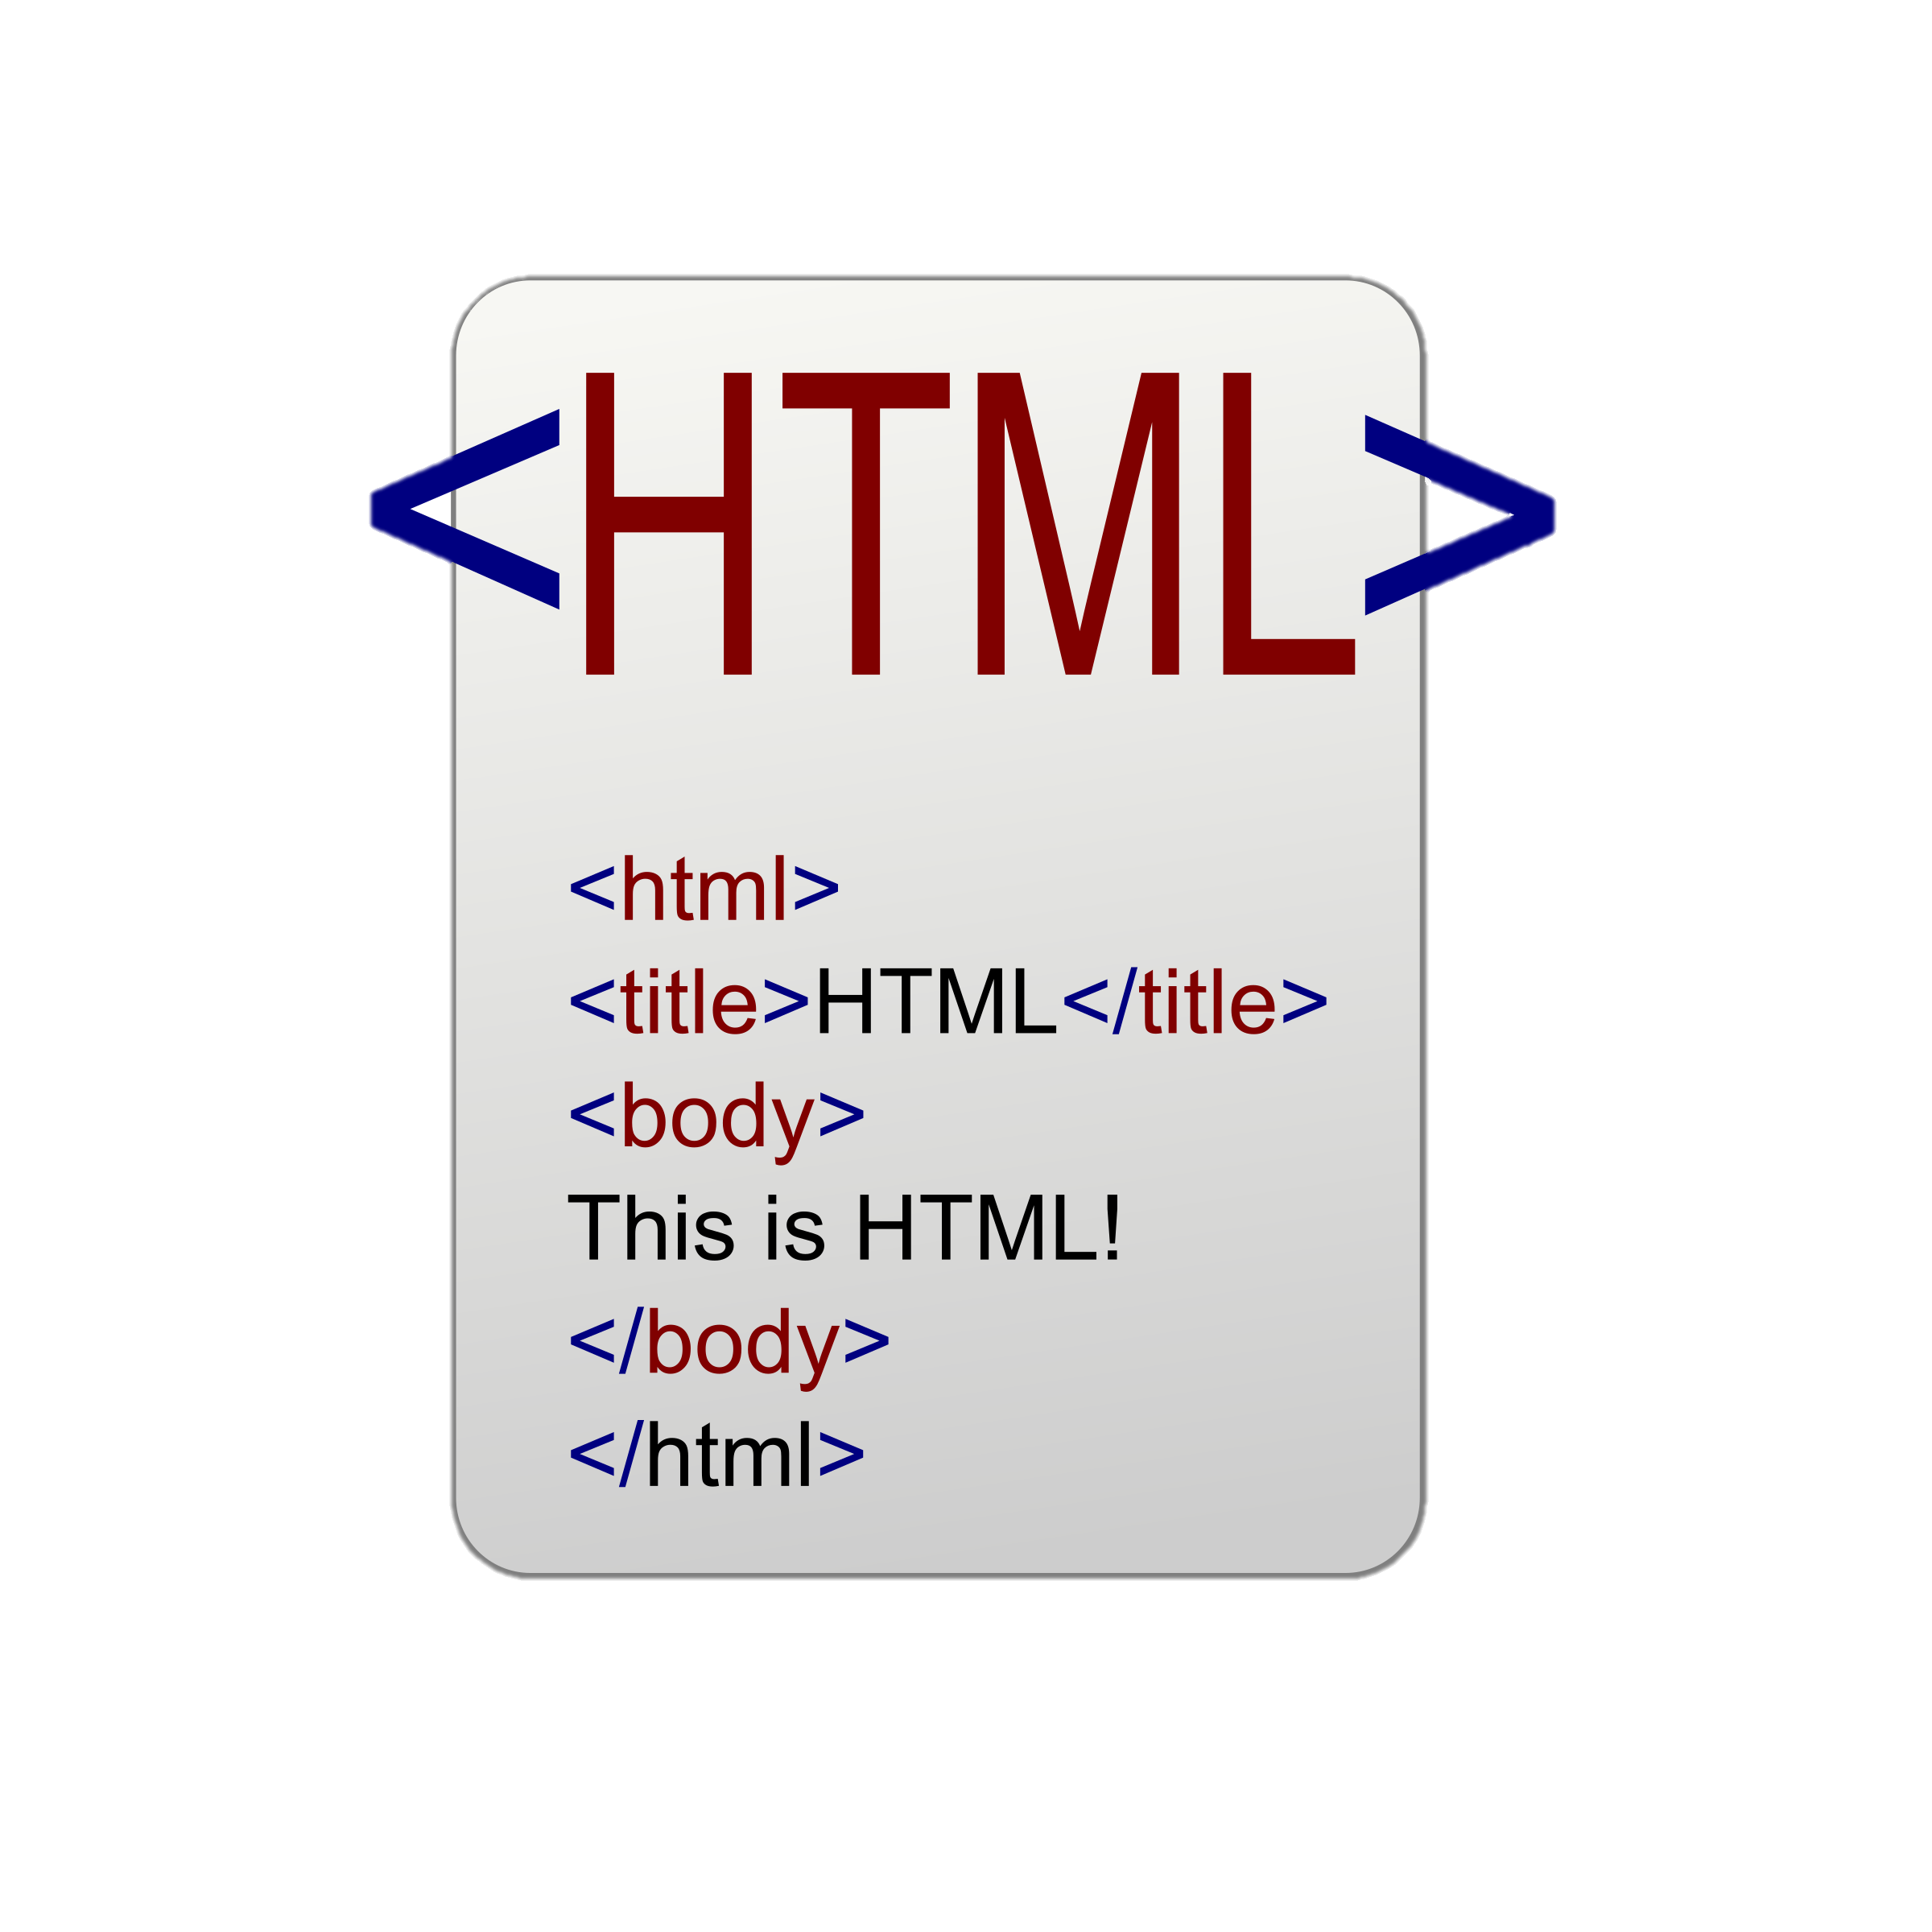 <HTML>
<html>
<title>HTML</title>
<body>
This is HTML!
</body>
</html>